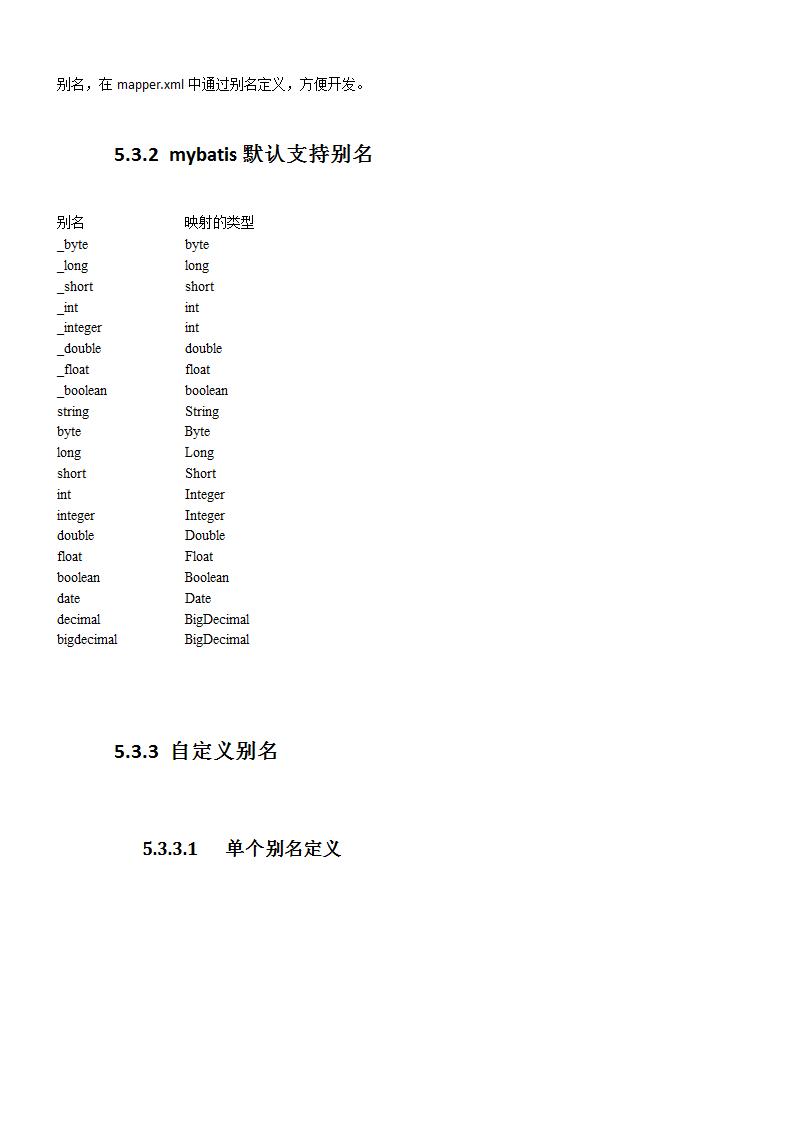 别名，在 mapper.xml 中通过别名定义，方便开发。
5.3.2 mybatis 默认支持别名
别名 映射的类型
_byte byte
_long long
_short short
_int int
_integer int
_double double
_float float
_boolean boolean
string String
byte Byte
long Long
short Short
int Integer
integer Integer
double Double
float Float
boolean Boolean
date Date
decimal BigDecimal
bigdecimal BigDecimal
5.3.3 自定义别名
5.3.3.1 单个别名定义